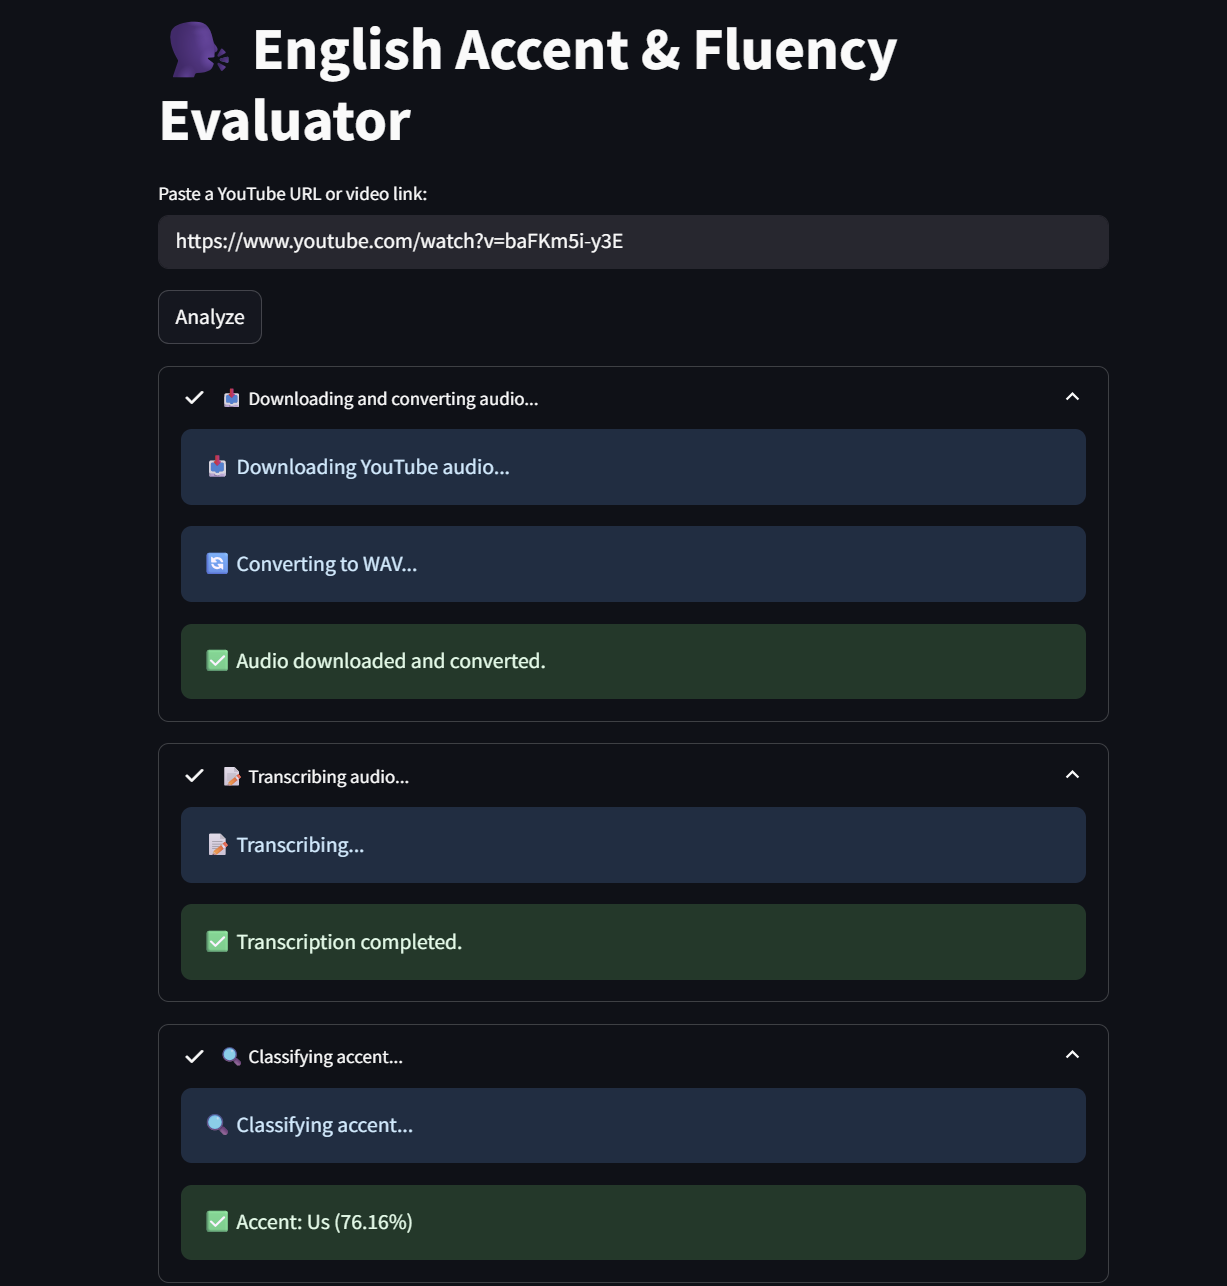 English Accent & Fluency
Evaluator
Paste a YouTube URL or video link:
https://www.youtube.com/watch?v=baFKm5i-y3E
Analyze
Downloading and converting audio...
Downloading YouTube audio...
Converting to WAV...
Audio downloaded and converted.
Transcribing audio...
Transcribing...
Transcription completed.
Classifying accent...
Classifying accent...
Accent: Us (76.16%)